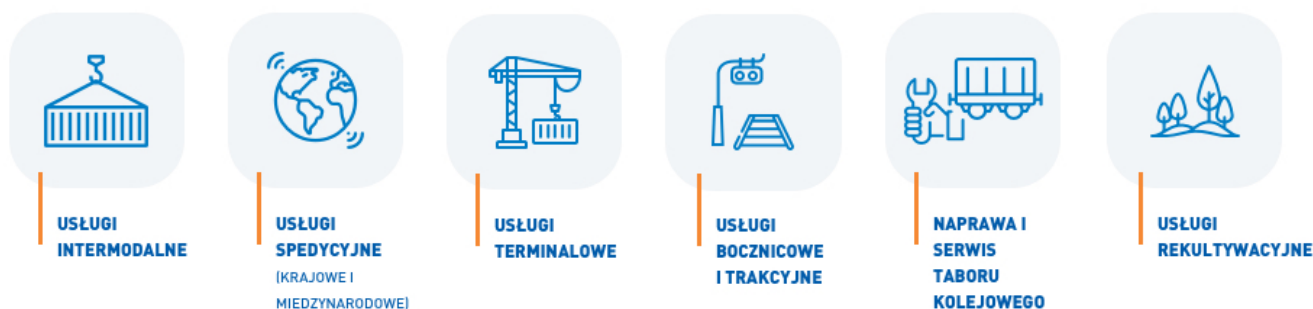 USŁUGI
INTERMODALNE
USŁUGI
SPEDYCYJNE
(KRAJOWE I
MIEDZYNARODOWE)
USŁUGI
TERMINALOWE
USŁUGI
BOCZNICOWE
I TRAKCYJNE
NAPRAWA I
SERWIS
TABORU
KOLEJOWEGO
USŁUGI
REKULTYWACYJNE